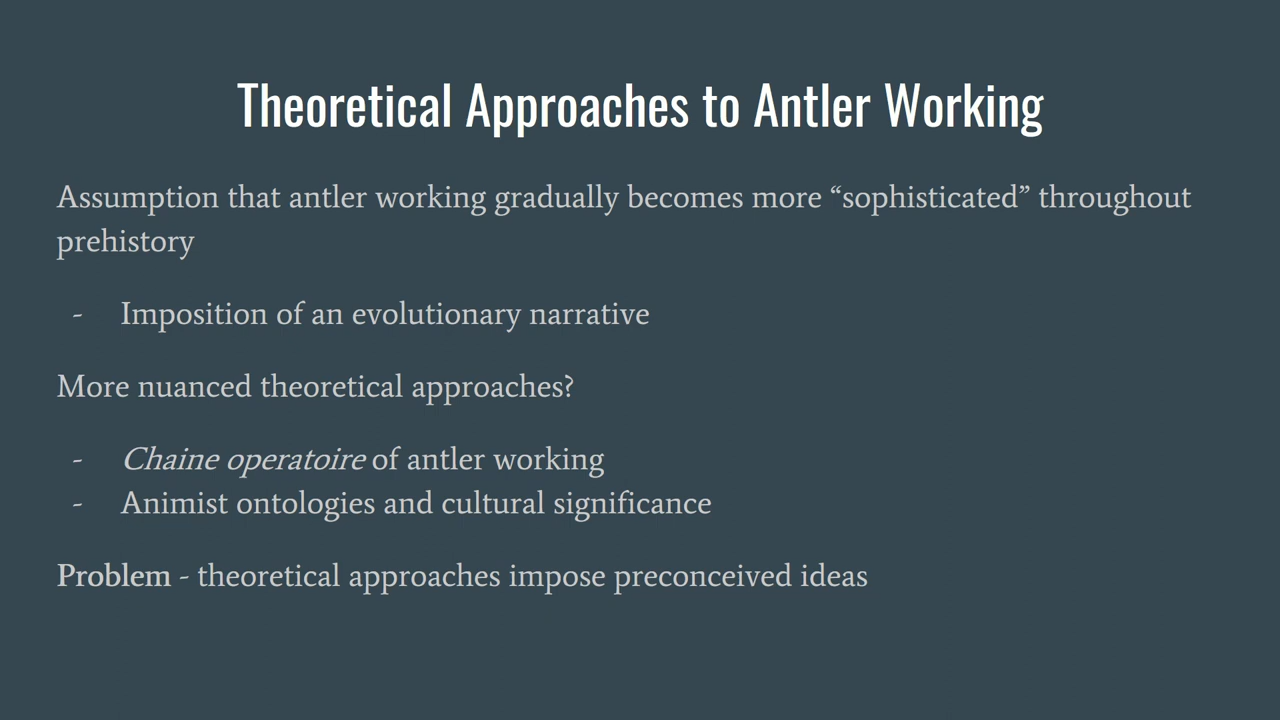 Theoretical Approaches to Antler Working
Assumption that antler working gradually becomes more “sophisticated” throughout
prehistory
- Imposition of an evolutionary narrative
More nuanced theoretical approaches?
- Chaine operatoire of antler working
- Animist ontologies and cultural significance
Problem - theoretical approaches impose preconceived ideas